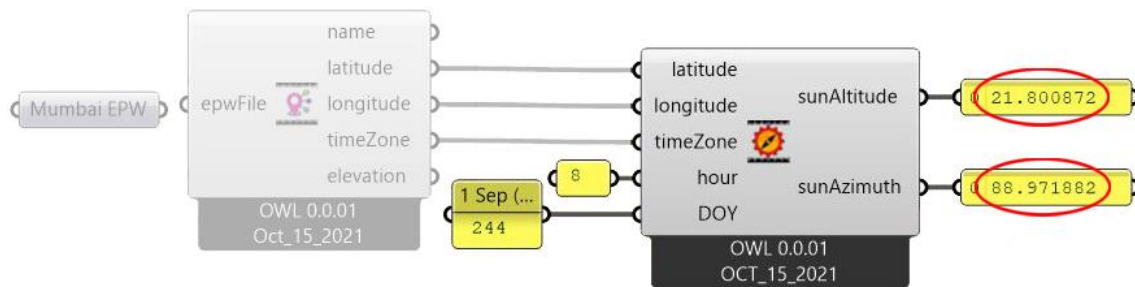 Mumbai EPW
epwFile
name
latitude
longitude
timeZone
elevation
OWL 0.0.01
Oct_15_2021
1 Sep (...
244
8
latitude
longitude
timeZone
hour
DOY
sunAltitude
sunAzimuth
OWL 0.0.01
OCT_15_2021
0 21.800872
0 88.971882